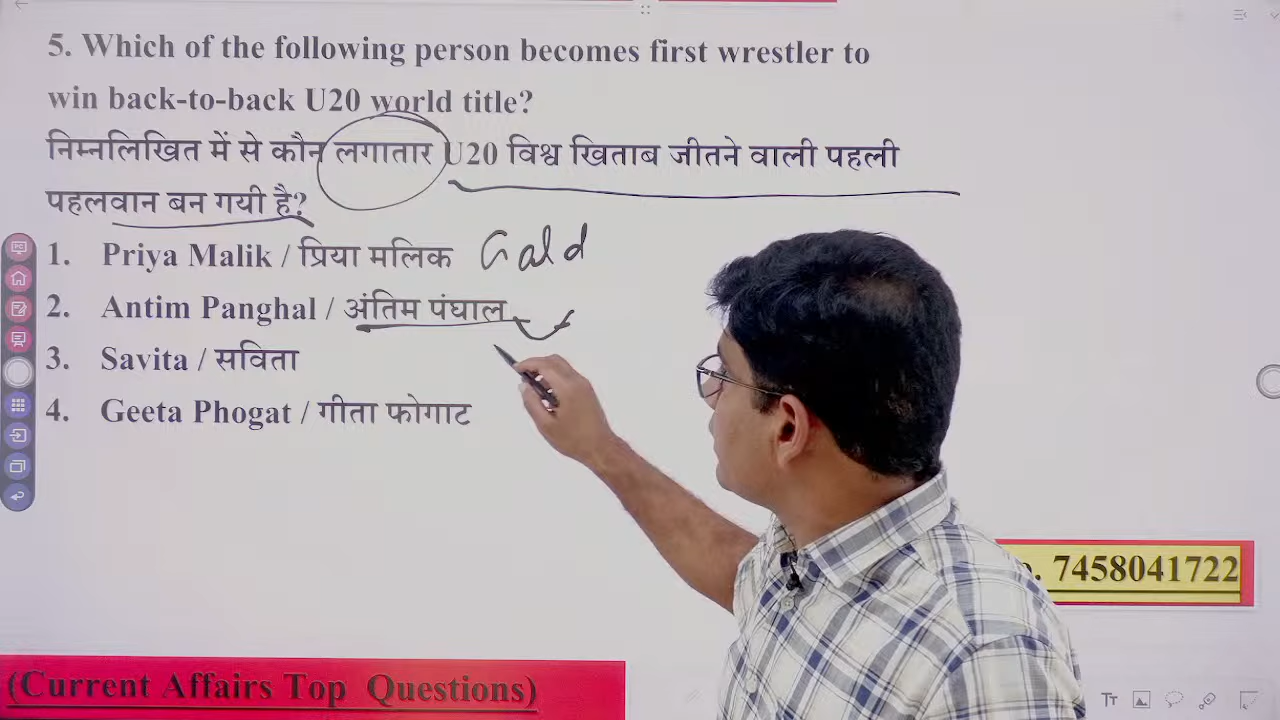 5. Which of the following person becomes first wrestler to
win back-to-back U20 world title?
निम्नलिखित में से कौन लगातार U20 विश्व खिताब जीतने वाली पहली
पहलवान बन गयी है?
1. Priya Malik / प्रिया मलिक Gald
2. Antim Panghal / अंतिम पंघाल
3. Savita / सविता
4. Geeta Phogat / गीता फोगाट
. 7458041722
(Current Affairs Top Questions)
TT